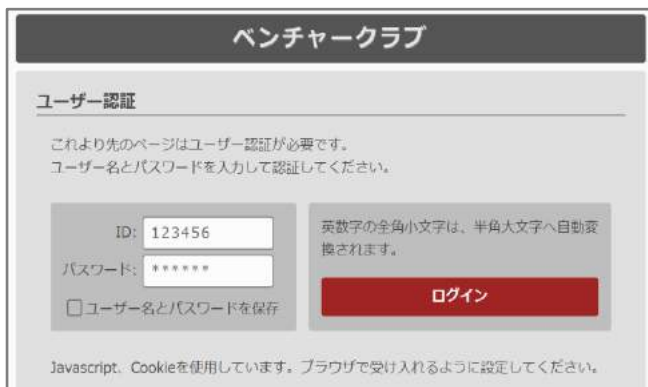 ベンチャークラブ
ユーザー認証
これより先のページはユーザー認証が必要です。
ユーザー名とパスワードを入力して認証してください。
ID: 123456
パスワード: ******
ユーザー名とパスワードを保存
英数字の全角小文字は、半角大文字へ自動変
換されます。
ログイン
Javascript、Cookieを使用しています。ブラウザで受け入れるように設定してください。